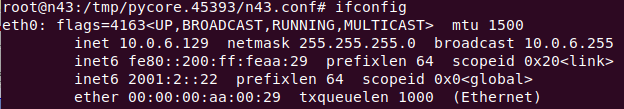 root@n43:/tmp/pycore.45393/n43.conf# ifconfig
eth0: flags=4163<UP,BROADCAST,RUNNING,MULTICAST>  mtu 1500
        inet 10.0.6.129  netmask 255.255.255.0  broadcast 10.0.6.255
        inet6 fe80::200:ff:feaa:29  prefixlen 64  scopeid 0x20<link>
        inet6 2001:2::22  prefixlen 64  scopeid 0x0<global>
        ether 00:00:00:aa:00:29  txqueuelen 1000  (Ethernet)